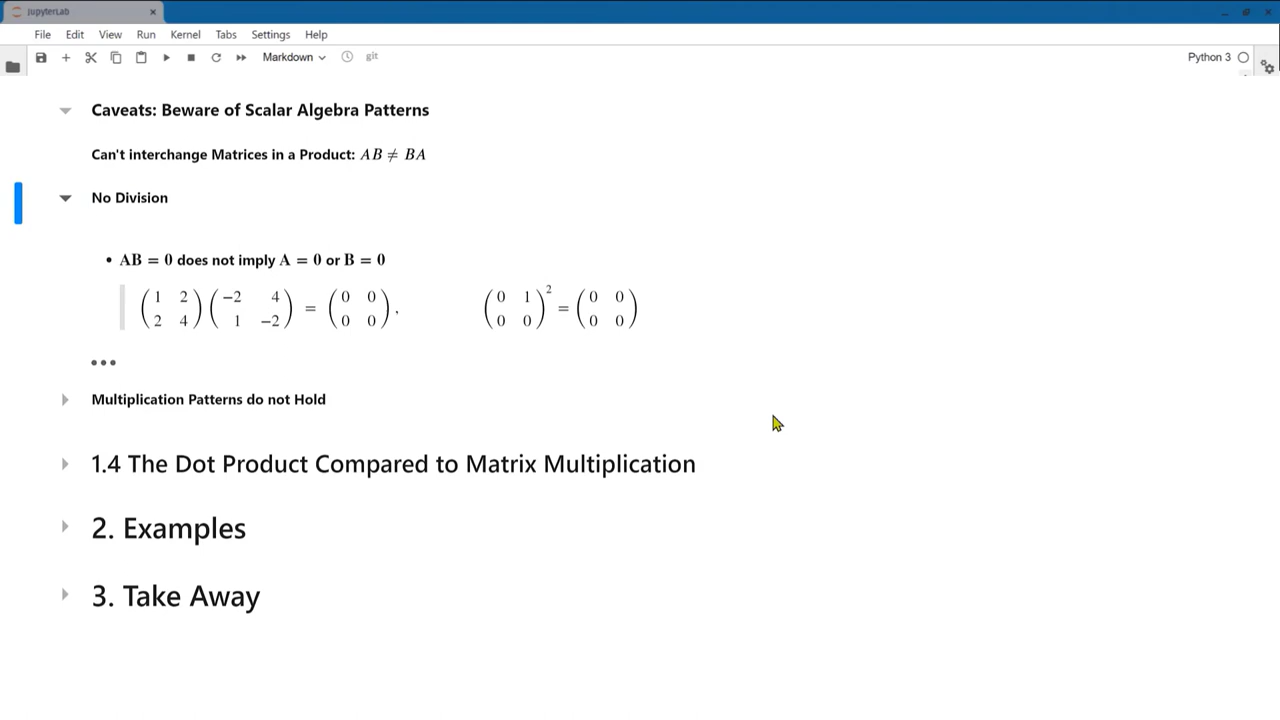 JupyterLab ×
File Edit View Run Kernel Tabs Settings Help
Markdown git Python 3
Caveats: Beware of Scalar Algebra Patterns
Can't interchange Matrices in a Product: AB ≠ BA
No Division
• AB = 0 does not imply A = 0 or B = 0
( 1 2 ) ( −2 4 ) = ( 0 0 ) , ( 0 1 )² = ( 0 0 )
( 2 4 ) ( 1 −2 ) ( 0 0 ) ( 0 0 ) ( 0 0 )
•••
Multiplication Patterns do not Hold
1.4 The Dot Product Compared to Matrix Multiplication
2. Examples
3. Take Away